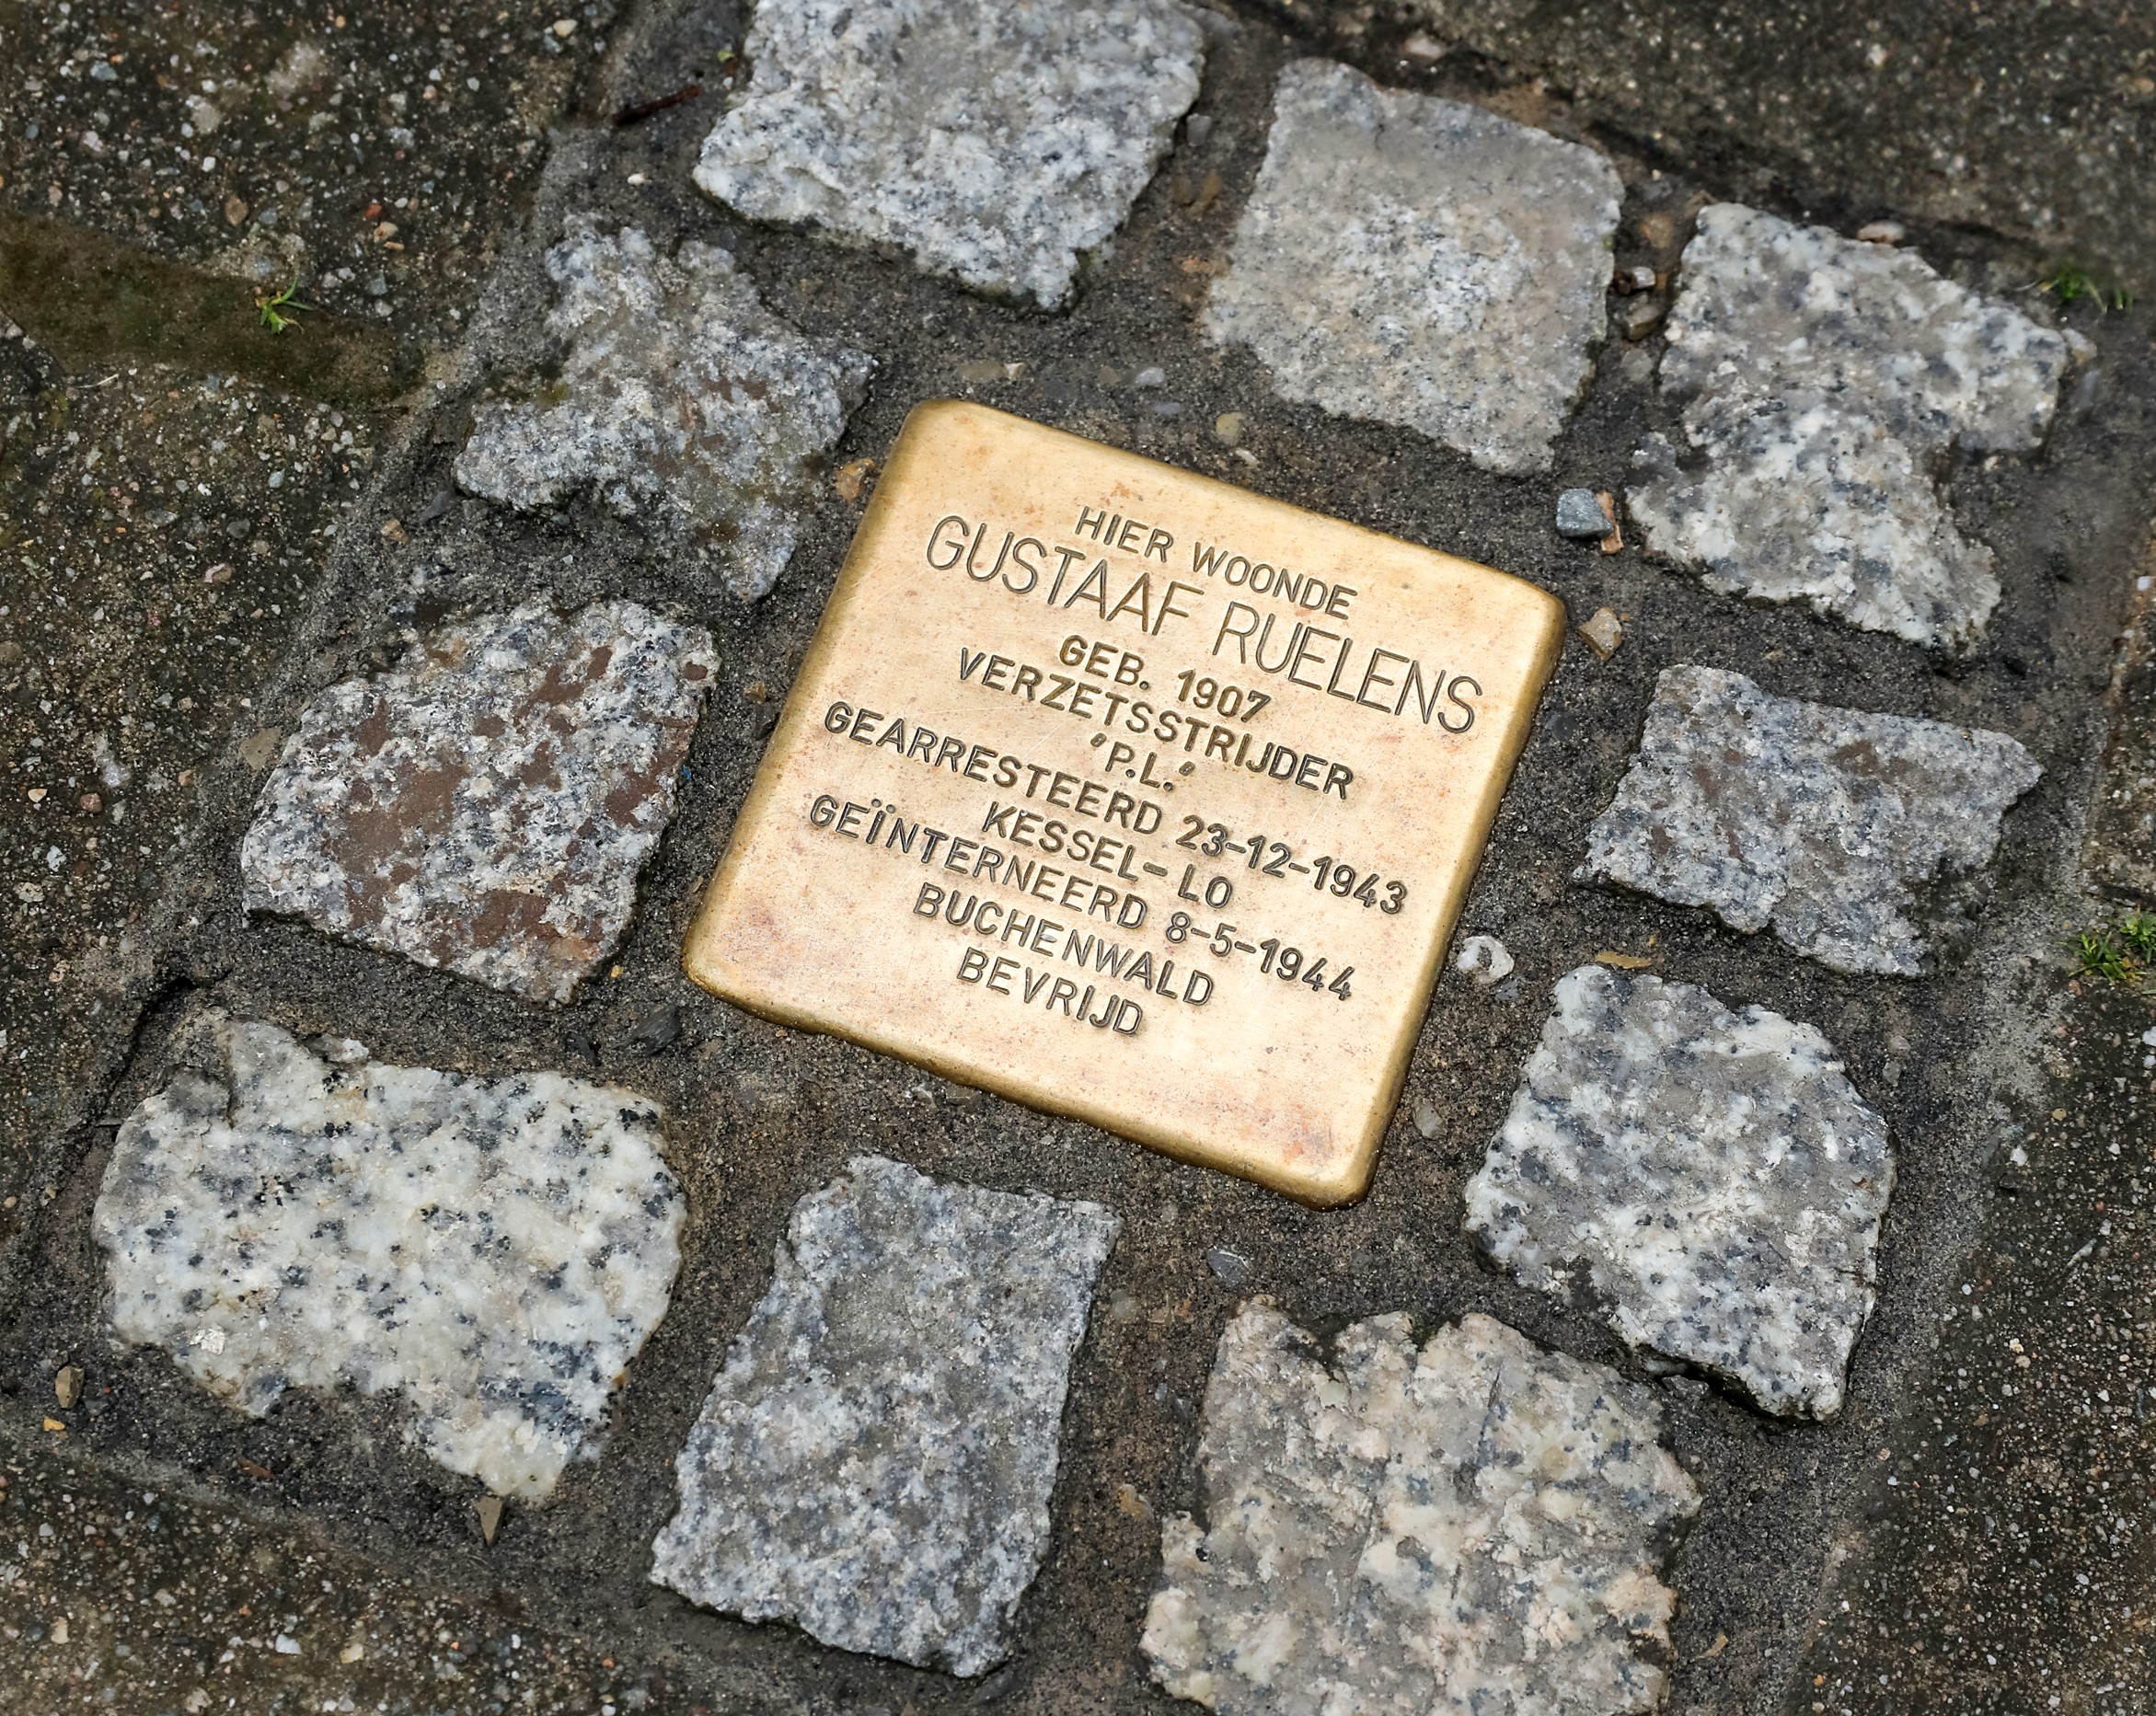 HIER WOONDE
GUSTAAF RUELENS
GEB. 1907
VERZETSSTRIJDER
"P.L."
GEARRESTEERD 23-12-1943
KESSEL-LO
GEÏNTERNEERD 8-5-1944
BUCHENWALD
BEVRIJD